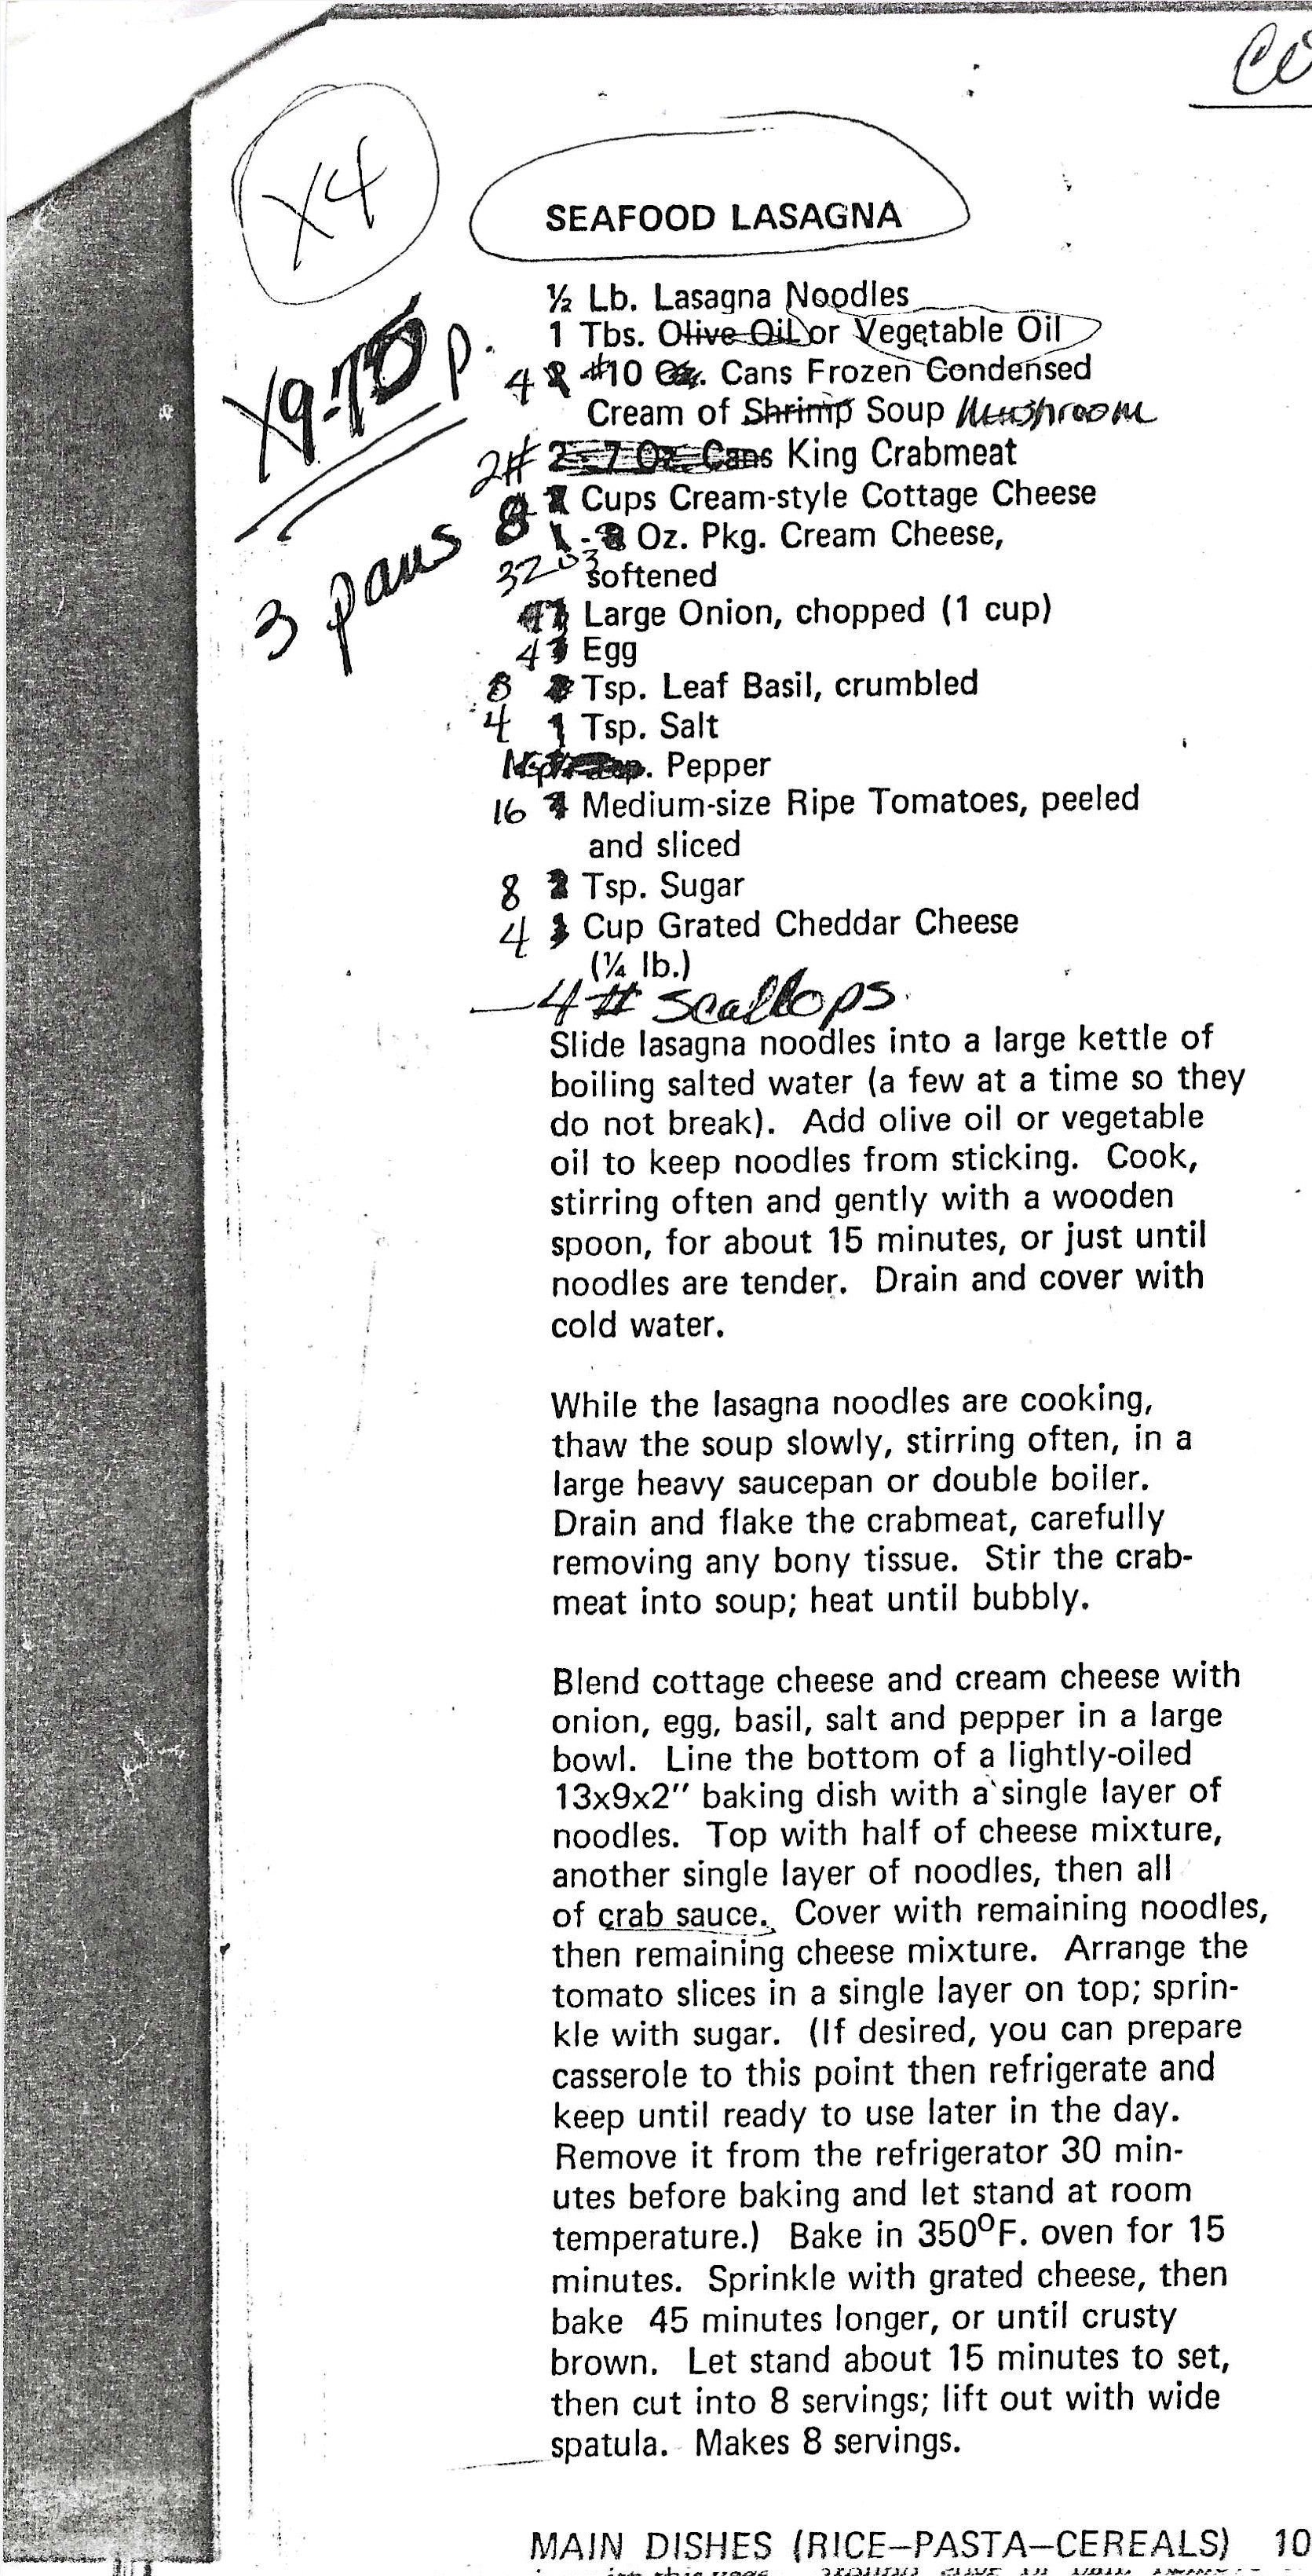 X4
SEAFOOD LASAGNA
X9-
p.
3 pans
½ Lb. Lasagna Noodles
1 Tbs. Olive Oil or Vegetable Oil
4 #10 Cans Frozen Condensed
Cream of Shrimp Soup Mushroom
2# 2 - 7 Oz. Cans King Crabmeat
8 Cups Cream-style Cottage Cheese
1 - 8 Oz. Pkg. Cream Cheese,
32 oz softened
4 Large Onion, chopped (1 cup)
4 1 Egg
8 Tsp. Leaf Basil, crumbled
4 1 Tsp. Salt
Pepper
16 4 Medium-size Ripe Tomatoes, peeled
and sliced
8 2 Tsp. Sugar
4 1 Cup Grated Cheddar Cheese
(¼ lb.)
4 # scallops
Slide lasagna noodles into a large kettle of
boiling salted water (a few at a time so they
do not break). Add olive oil or vegetable
oil to keep noodles from sticking. Cook,
stirring often and gently with a wooden
spoon, for about 15 minutes, or just until
noodles are tender. Drain and cover with
cold water.
While the lasagna noodles are cooking,
thaw the soup slowly, stirring often, in a
large heavy saucepan or double boiler.
Drain and flake the crabmeat, carefully
removing any bony tissue. Stir the crab-
meat into soup; heat until bubbly.
Blend cottage cheese and cream cheese with
onion, egg, basil, salt and pepper in a large
bowl. Line the bottom of a lightly-oiled
13x9x2" baking dish with a single layer of
noodles. Top with half of cheese mixture,
another single layer of noodles, then all
of crab sauce. Cover with remaining noodles,
then remaining cheese mixture. Arrange the
tomato slices in a single layer on top; sprin-
kle with sugar. (If desired, you can prepare
casserole to this point then refrigerate and
keep until ready to use later in the day.
Remove it from the refrigerator 30 min-
utes before baking and let stand at room
temperature.) Bake in 350°F. oven for 15
minutes. Sprinkle with grated cheese, then
bake 45 minutes longer, or until crusty
brown. Let stand about 15 minutes to set,
then cut into 8 servings; lift out with wide
spatula. Makes 8 servings.
MAIN DISHES (RICE—PASTA—CEREALS) 10